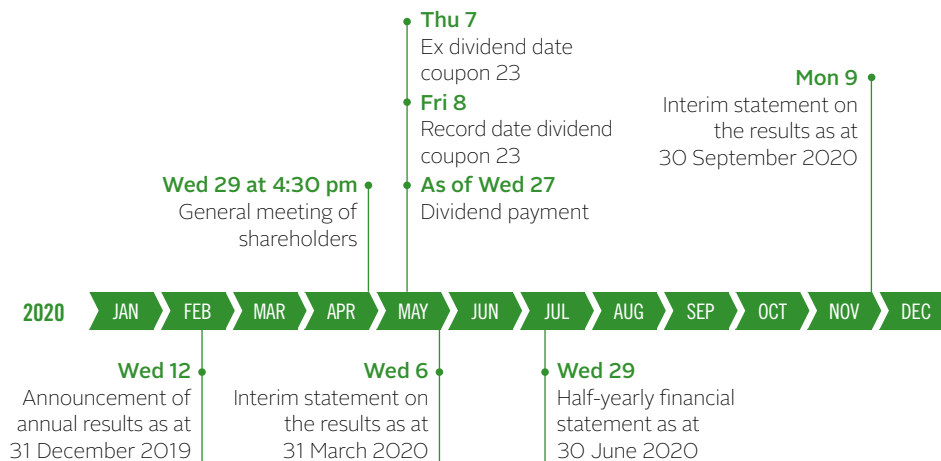 Thu 7
Ex dividend date
coupon 23
Fri 8
Record date dividend
coupon 23
As of Wed 27
Dividend payment
Mon 9
Interim statement on
the results as at
30 September 2020
Wed 29 at 4:30 pm
General meeting of
shareholders
2020 JAN FEB MAR APR MAY JUN JUL AUG SEP OCT NOV DEC
Wed 12
Announcement of
annual results as at
31 December 2019
Wed 6
Interim statement on
the results as at
31 March 2020
Wed 29
Half-yearly financial
statement as at
30 June 2020